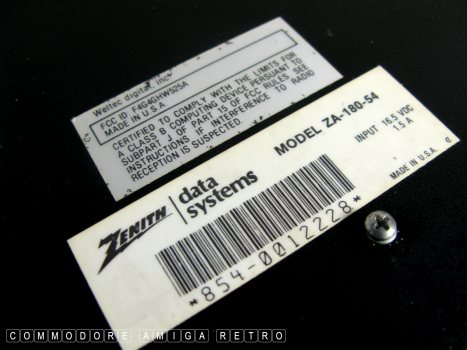 Weltec digital, inc
FCC ID F4G4GHWS25A
MADE IN U.S.A.
CERTIFIED TO COMPLY WITH THE LIMITS FOR
A CLASS B COMPUTING DEVICE PURSUANT TO
SUBPART J OF PART 15 OF FCC RULES. SEE
INSTRUCTIONS IF INTERFERENCE TO RADIO
RECEPTION IS SUSPECTED
ZENITH
data
systems
MODEL ZA-180-54
INPUT 16.5 VDC
1.5 A
MADE IN U.S.A.
*854-0012228*
COMMODORE AMIGA RETRO